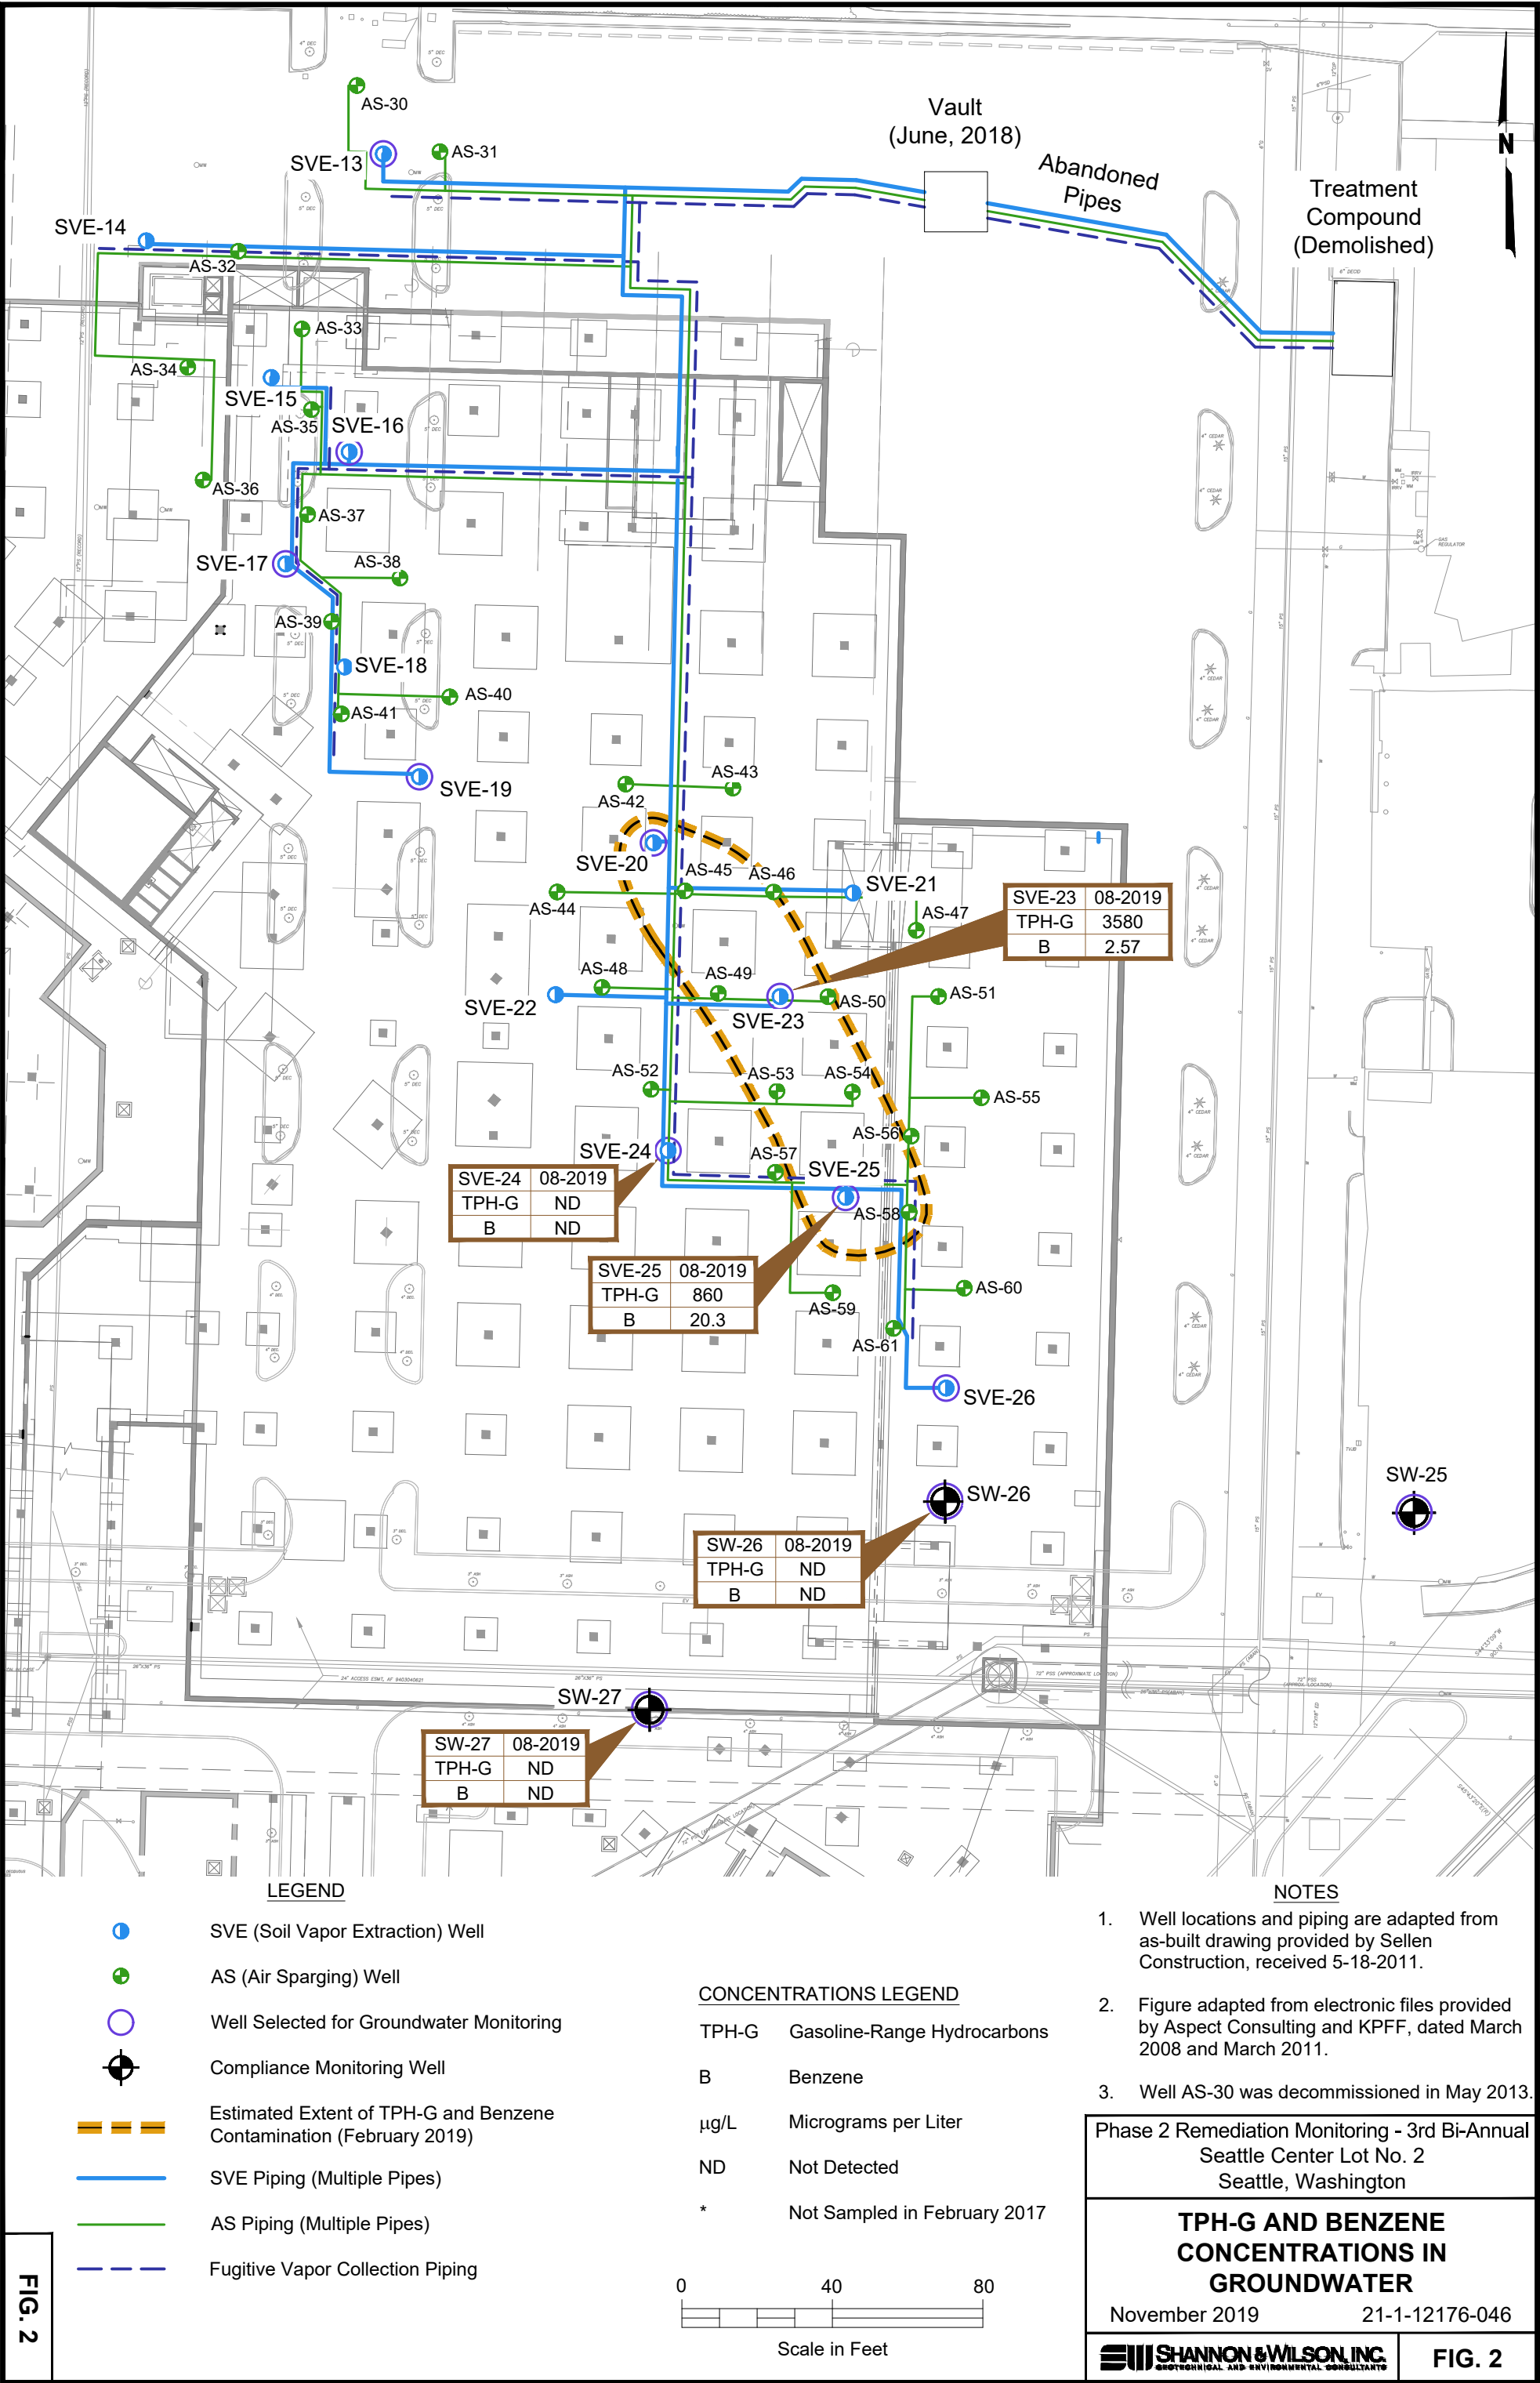 AS-30
SVE-13
AS-31
Vault
(June, 2018)
Abandoned
Pipes
N
Treatment
Compound
(Demolished)
SVE-14
AS-32
AS-33
AS-34
SVE-15
AS-35
SVE-16
AS-36
AS-37
SVE-17
AS-38
GAS
REGULATOR
AS-39
SVE-18
AS-40
AS-41
SVE-19
AS-43
AS-42
SVE-20
AS-45
AS-46
SVE-21
AS-44
AS-47
SVE-23 08-2019
TPH-G 3580
B 2.57
AS-48
AS-49
AS-50
AS-51
SVE-22
SVE-23
AS-52
AS-53
AS-54
AS-55
AS-56
SVE-24
AS-57
SVE-25
SVE-24 08-2019
TPH-G ND
B ND
AS-58
SVE-25 08-2019
TPH-G 860
B 20.3
AS-59
AS-60
AS-61
SVE-26
SW-25
SW-26
SW-26 08-2019
TPH-G ND
B ND
SW-27
SW-27 08-2019
TPH-G ND
B ND
LEGEND
SVE (Soil Vapor Extraction) Well
AS (Air Sparging) Well
Well Selected for Groundwater Monitoring
Compliance Monitoring Well
Estimated Extent of TPH-G and Benzene
Contamination (February 2019)
SVE Piping (Multiple Pipes)
AS Piping (Multiple Pipes)
Fugitive Vapor Collection Piping
CONCENTRATIONS LEGEND
TPH-G Gasoline-Range Hydrocarbons
B Benzene
µg/L Micrograms per Liter
ND Not Detected
* Not Sampled in February 2017
0 40 80
Scale in Feet
NOTES
1. Well locations and piping are adapted from
as-built drawing provided by Sellen
Construction, received 5-18-2011.
2. Figure adapted from electronic files provided
by Aspect Consulting and KPFF, dated March
2008 and March 2011.
3. Well AS-30 was decommissioned in May 2013.
Phase 2 Remediation Monitoring - 3rd Bi-Annual
Seattle Center Lot No. 2
Seattle, Washington
TPH-G AND BENZENE
CONCENTRATIONS IN
GROUNDWATER
November 2019 21-1-12176-046
SHANNON & WILSON, INC.
GEOTECHNICAL AND ENVIRONMENTAL CONSULTANTS
FIG. 2
FIG. 2